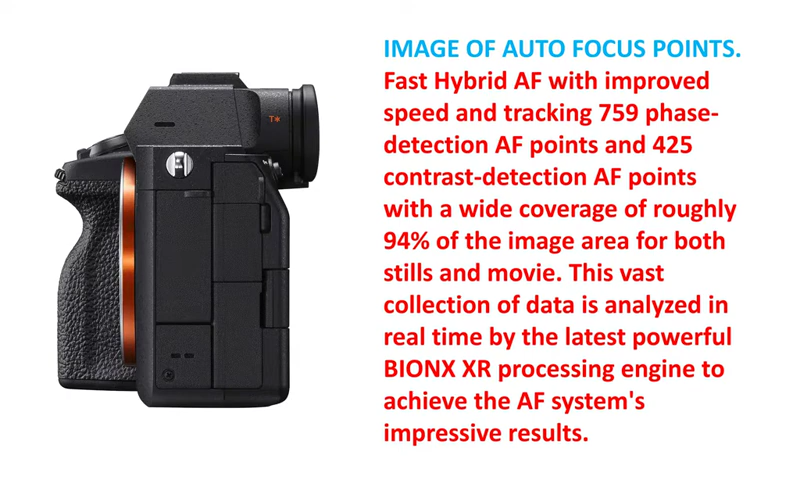 IMAGE OF AUTO FOCUS POINTS.
Fast Hybrid AF with improved
speed and tracking 759 phase-
detection AF points and 425
contrast-detection AF points
with a wide coverage of roughly
94% of the image area for both
stills and movie. This vast
collection of data is analyzed in
real time by the latest powerful
BIONX XR processing engine to
achieve the AF system's
impressive results.
T*